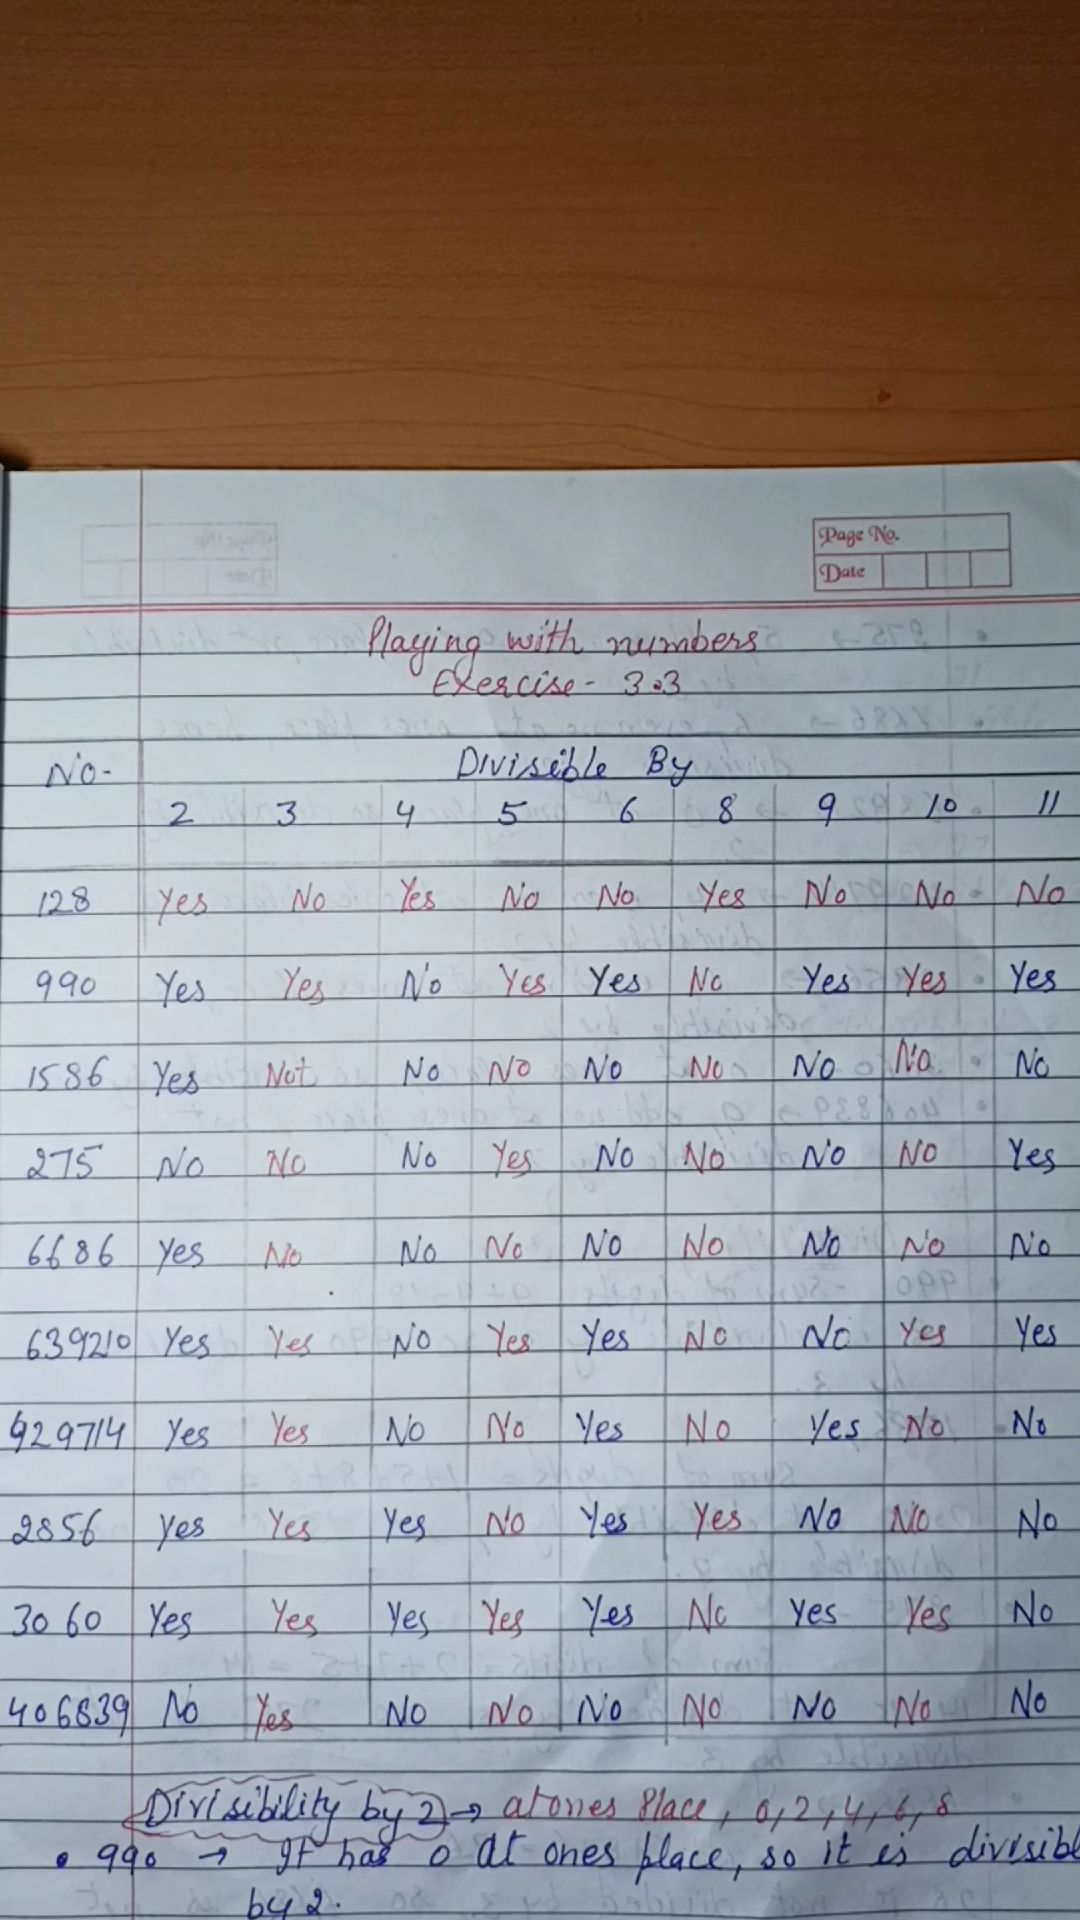 Page No.
Date
Playing with numbers
Exercise - 3.3
No- Divisible By
2 3 4 5 6 8 9 10 11
128 Yes No Yes No No Yes No No No
990 Yes Yes No Yes Yes No Yes Yes Yes
1586 Yes Not No No No No No No No
275 No No No Yes No No No No Yes
6686 Yes No No No No No No No No
639210 Yes Yes No Yes Yes No No Yes Yes
929714 Yes Yes No No Yes No Yes No No
2856 Yes Yes Yes No Yes Yes No No No
3060 Yes Yes Yes Yes Yes No Yes Yes No
406839 No Yes No No No No No No No
Divisibility by 2 → at ones Place, 0, 2, 4, 6, 8
• 990 → It has 0 at ones place, so it is divisibl
by 2.